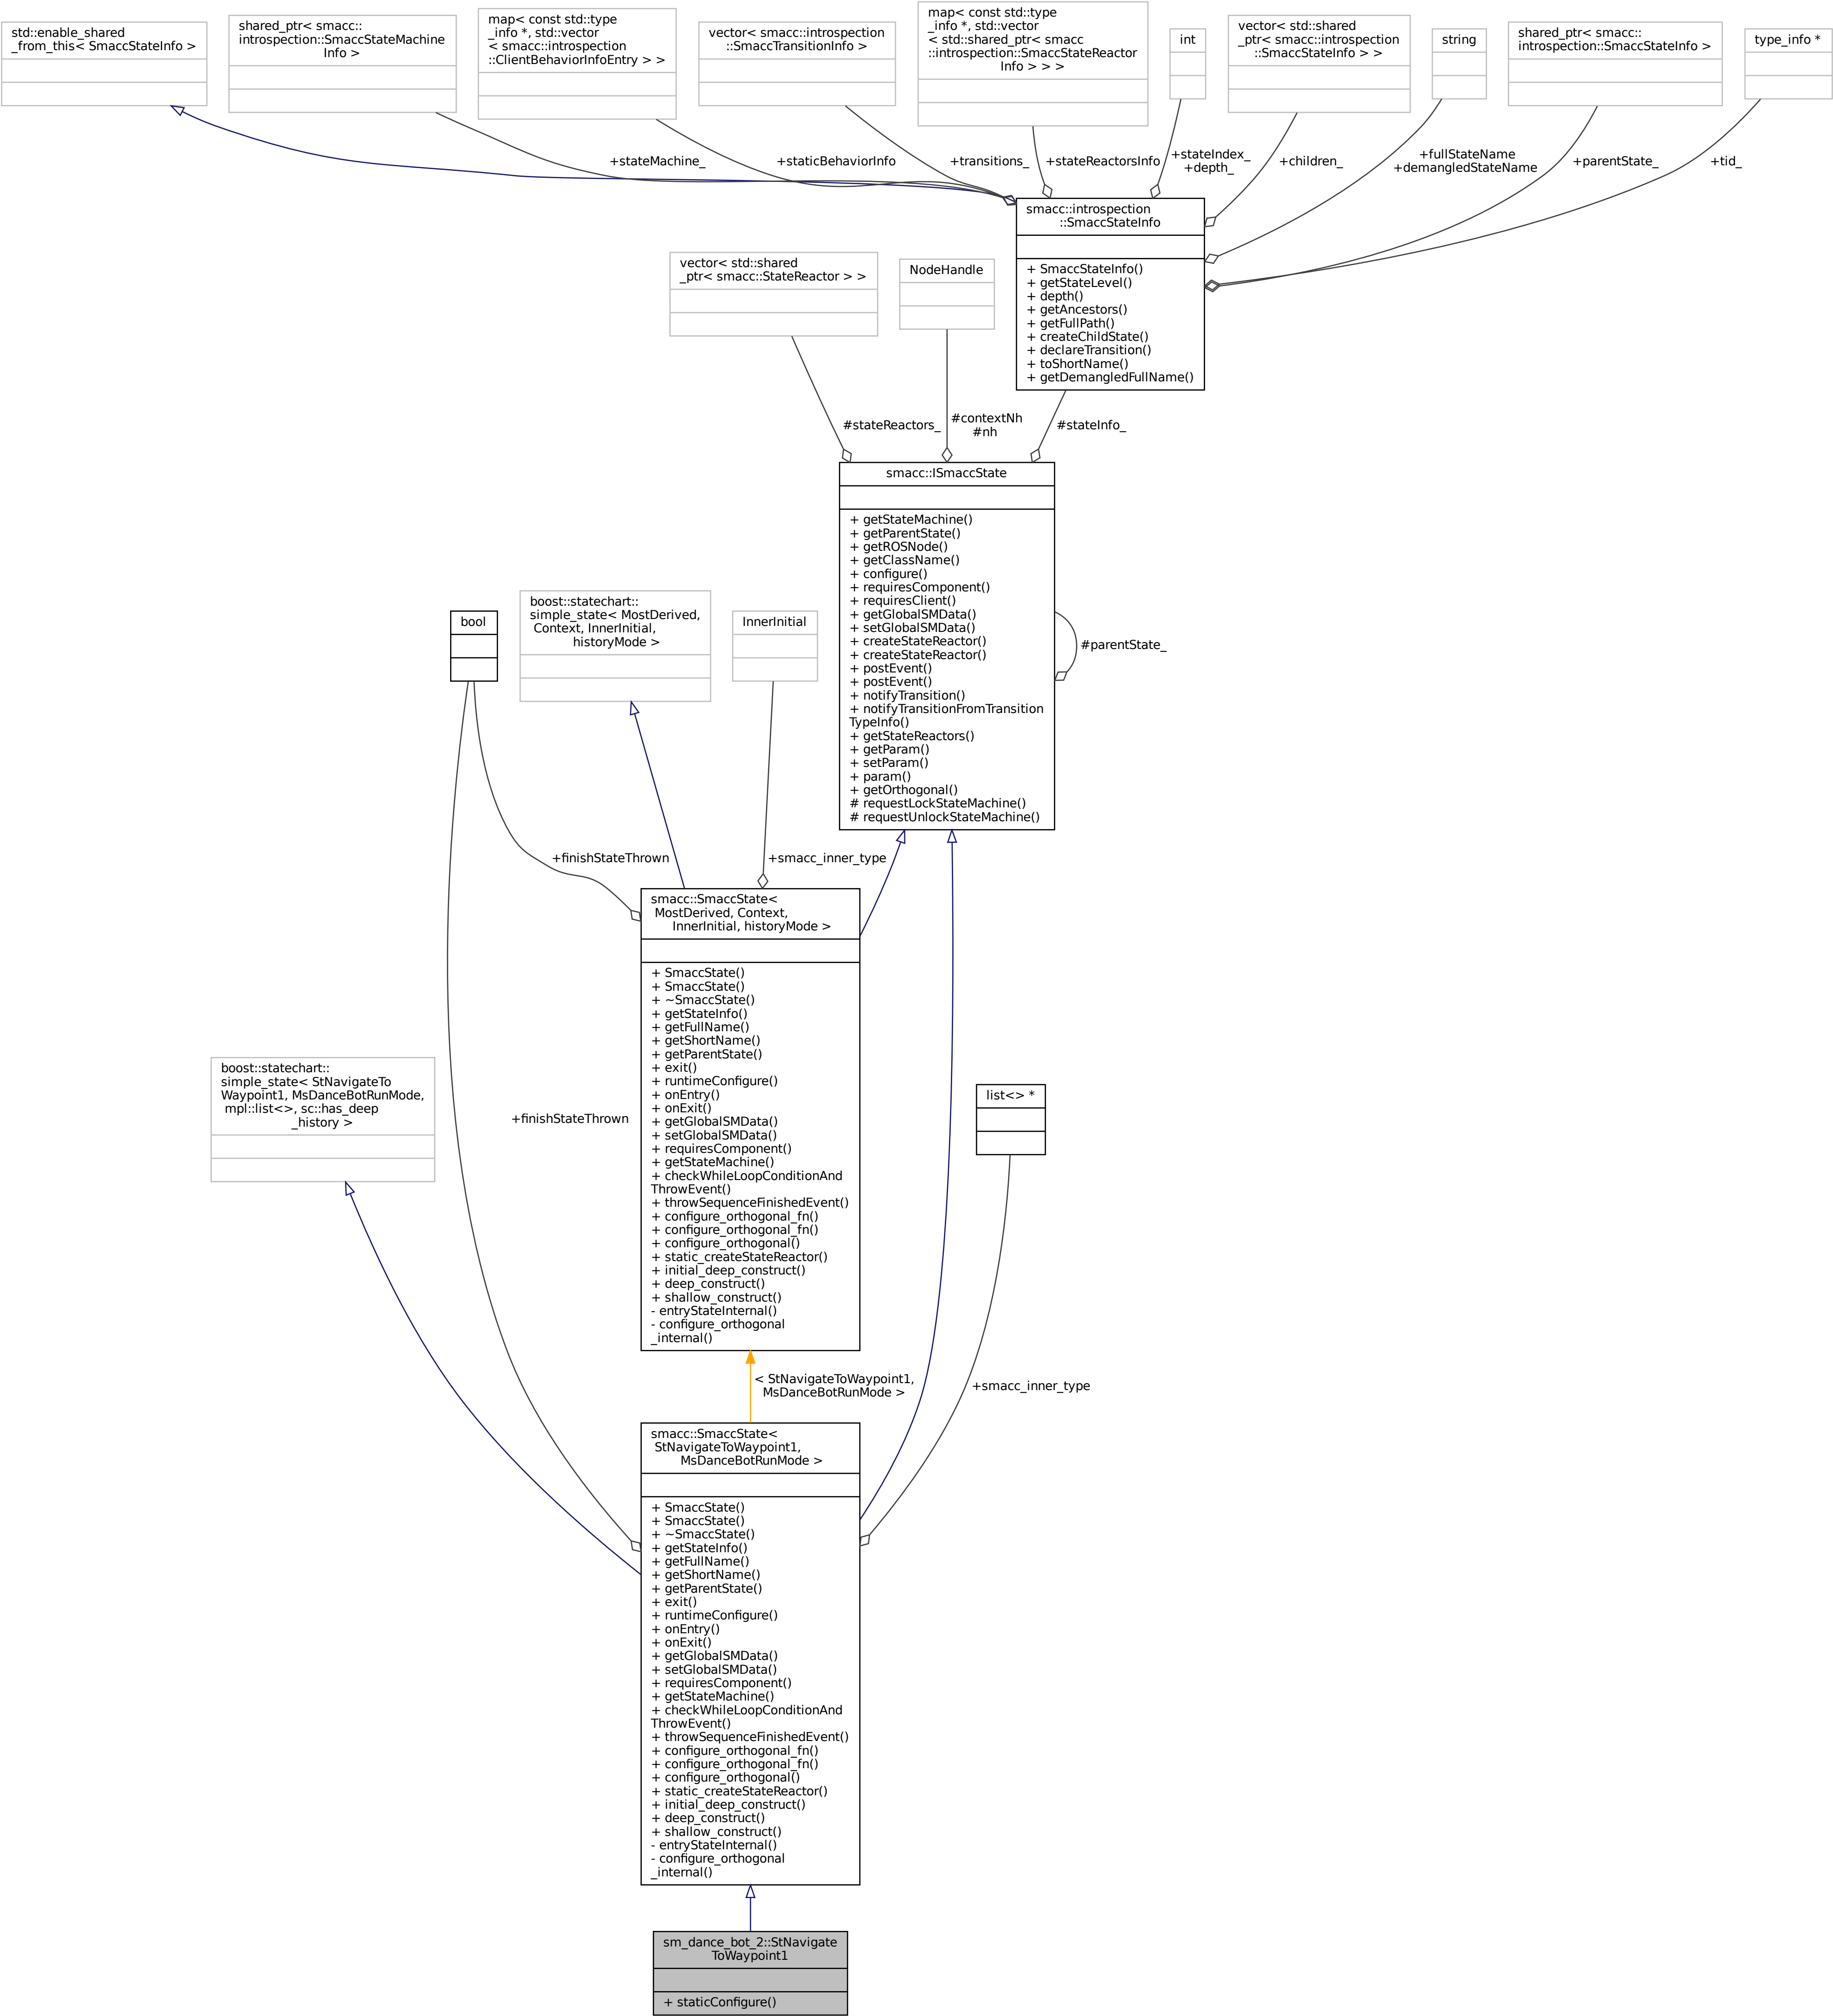 std::enable_shared
_from_this< SmaccStateInfo >
shared_ptr< smacc::
introspection::SmaccStateMachine
Info >
map< const std::type
_info *, std::vector
< smacc::introspection
::ClientBehaviorInfoEntry > >
vector< smacc::introspection
::SmaccTransitionInfo >
map< const std::type
_info *, std::vector
< std::shared_ptr< smacc
::introspection::SmaccStateReactor
Info > > >
int
vector< std::shared
_ptr< smacc::introspection
::SmaccStateInfo > >
string
shared_ptr< smacc::
introspection::SmaccStateInfo >
type_info *
+stateMachine_
+staticBehaviorInfo
+transitions_
+stateReactorsInfo
+stateIndex_
+depth_
+children_
+fullStateName
+demangledStateName
+parentState_
+tid_
smacc::introspection
::SmaccStateInfo
+ SmaccStateInfo()
+ getStateLevel()
+ depth()
+ getAncestors()
+ getFullPath()
+ createChildState()
+ declareTransition()
+ toShortName()
+ getDemangledFullName()
vector< std::shared
_ptr< smacc::StateReactor > >
NodeHandle
#stateReactors_
#contextNh
#nh
#stateInfo_
smacc::ISmaccState
+ getStateMachine()
+ getParentState()
+ getROSNode()
+ getClassName()
+ configure()
+ requiresComponent()
+ requiresClient()
+ getGlobalSMData()
+ setGlobalSMData()
+ createStateReactor()
+ createStateReactor()
+ postEvent()
+ postEvent()
+ notifyTransition()
+ notifyTransitionFromTransition
TypeInfo()
+ getStateReactors()
+ getParam()
+ setParam()
+ param()
+ getOrthogonal()
# requestLockStateMachine()
# requestUnlockStateMachine()
#parentState_
bool
boost::statechart::
simple_state< MostDerived,
Context, InnerInitial,
historyMode >
InnerInitial
+finishStateThrown
+smacc_inner_type
smacc::SmaccState<
MostDerived, Context,
InnerInitial, historyMode >
+ SmaccState()
+ SmaccState()
+ ~SmaccState()
+ getStateInfo()
+ getFullName()
+ getShortName()
+ getParentState()
+ exit()
+ runtimeConfigure()
+ onEntry()
+ onExit()
+ getGlobalSMData()
+ setGlobalSMData()
+ requiresComponent()
+ getStateMachine()
+ checkWhileLoopConditionAnd
ThrowEvent()
+ throwSequenceFinishedEvent()
+ configure_orthogonal_fn()
+ configure_orthogonal_fn()
+ configure_orthogonal()
+ static_createStateReactor()
+ initial_deep_construct()
+ deep_construct()
+ shallow_construct()
- entryStateInternal()
- configure_orthogonal
_internal()
boost::statechart::
simple_state< StNavigateTo
Waypoint1, MsDanceBotRunMode,
mpl::list<>, sc::has_deep
_history >
+finishStateThrown
list<> *
< StNavigateToWaypoint1,
MsDanceBotRunMode >
+smacc_inner_type
smacc::SmaccState<
StNavigateToWaypoint1,
MsDanceBotRunMode >
+ SmaccState()
+ SmaccState()
+ ~SmaccState()
+ getStateInfo()
+ getFullName()
+ getShortName()
+ getParentState()
+ exit()
+ runtimeConfigure()
+ onEntry()
+ onExit()
+ getGlobalSMData()
+ setGlobalSMData()
+ requiresComponent()
+ getStateMachine()
+ checkWhileLoopConditionAnd
ThrowEvent()
+ throwSequenceFinishedEvent()
+ configure_orthogonal_fn()
+ configure_orthogonal_fn()
+ configure_orthogonal()
+ static_createStateReactor()
+ initial_deep_construct()
+ deep_construct()
+ shallow_construct()
- entryStateInternal()
- configure_orthogonal
_internal()
sm_dance_bot_2::StNavigate
ToWaypoint1
+ staticConfigure()